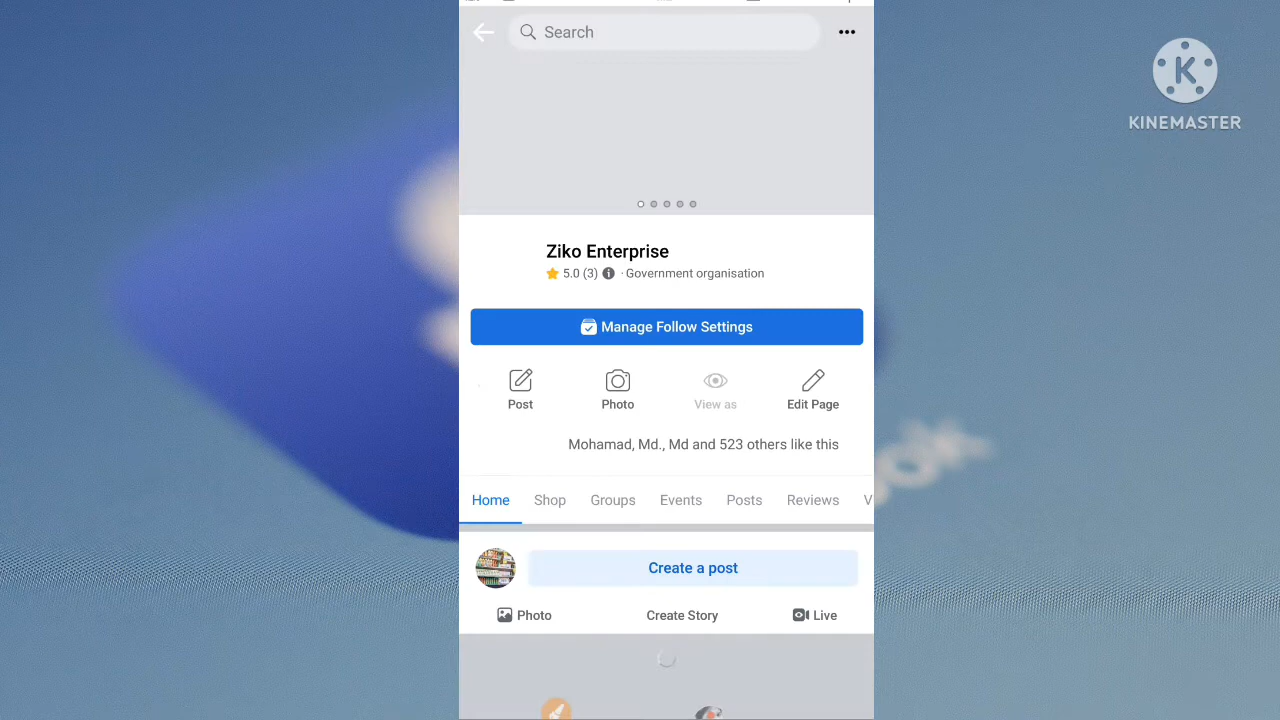 Search
KINEMASTER
Ziko Enterprise
5.0 (3) · Government organisation
Manage Follow Settings
Post Photo View as Edit Page
Mohamad, Md., Md and 523 others like this
Home Shop Groups Events Posts Reviews V
Create a post
Photo Create Story Live